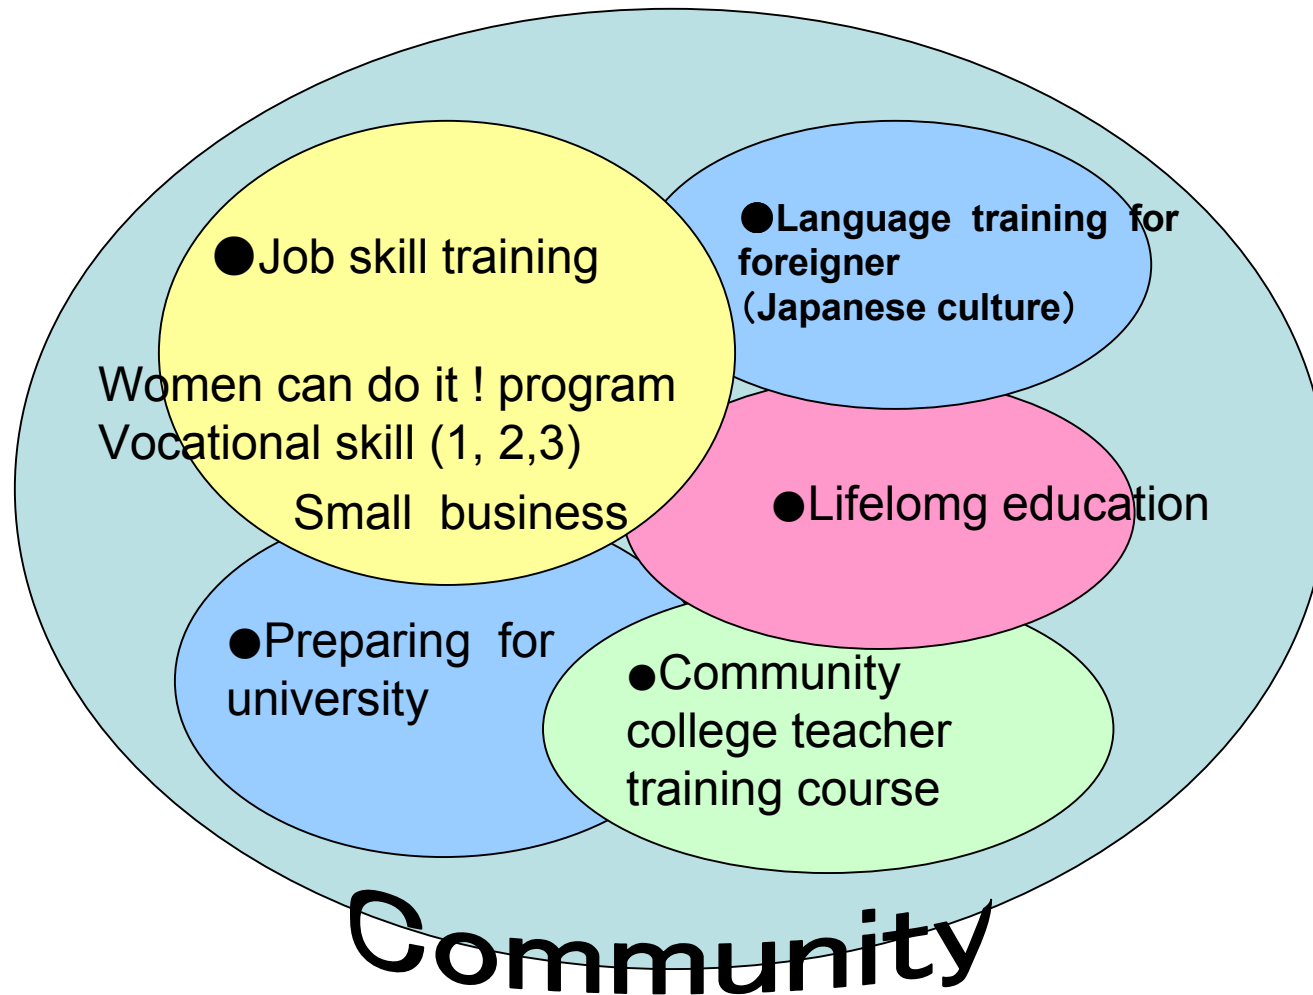 ●Job skill training
Women can do it ! program
Vocational skill (1, 2,3)
Small business
●Language training for
foreigner
（Japanese culture）
●Lifelomg education
●Preparing for
university
●Community
college teacher
training course
Community